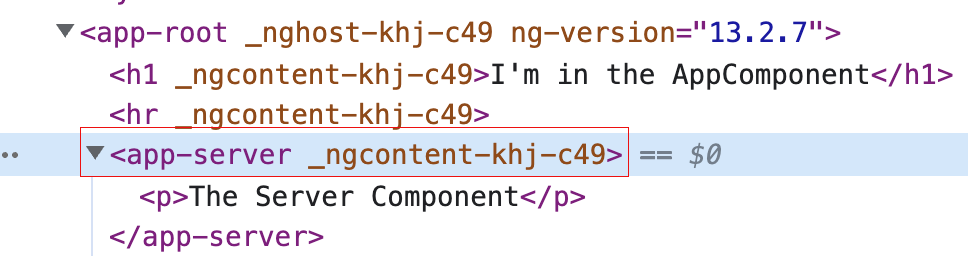 ▼<app-root _nghost-khj-c49 ng-version="13.2.7">
<h1 _ngcontent-khj-c49>I'm in the AppComponent</h1>
<hr _ngcontent-khj-c49>
▼<app-server _ngcontent-khj-c49> == $0
<p>The Server Component</p>
</app-server>